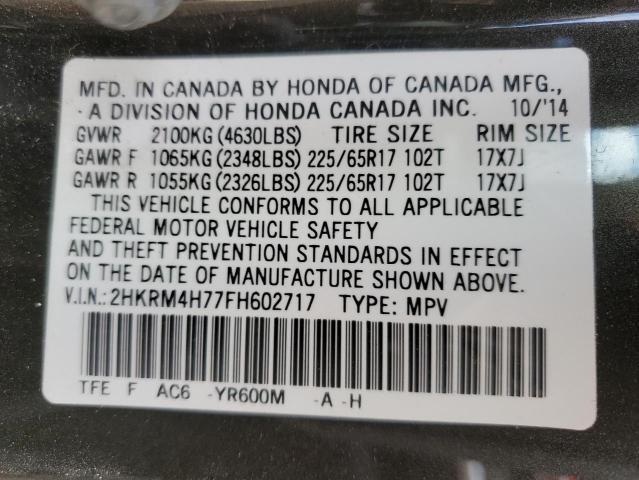 MFD. IN CANADA BY HONDA OF CANADA MFG.,
- A DIVISION OF HONDA CANADA INC. 10/'14
GVWR 2100KG (4630LBS) TIRE SIZE RIM SIZE
GAWR F 1065KG (2348LBS) 225/65R17 102T 17X7J
GAWR R 1055KG (2326LBS) 225/65R17 102T 17X7J
THIS VEHICLE CONFORMS TO ALL APPLICABLE
FEDERAL MOTOR VEHICLE SAFETY
AND THEFT PREVENTION STANDARDS IN EFFECT
ON THE DATE OF MANUFACTURE SHOWN ABOVE.
V.I.N.: 2HKRM4H77FH602717 TYPE: MPV
TFE F AC6 -YR600M -A -H